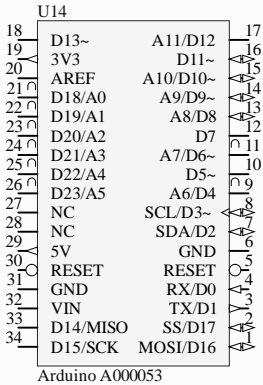 U14
18 D13~ A11/D12 17
19 3V3 D11~ 16
20 AREF A10/D10~ 15
21 D18/A0 A9/D9~ 14
22 D19/A1 A8/D8 13
23 D20/A2 D7 12
24 D21/A3 A7/D6~ 11
25 D22/A4 D5~ 10
26 D23/A5 A6/D4 9
27 NC SCL/D3~ 8
28 NC SDA/D2 7
29 5V GND 6
30 RESET RESET 5
31 GND RX/D0 4
32 VIN TX/D1 3
33 D14/MISO SS/D17 2
34 D15/SCK MOSI/D16 1
Arduino A000053